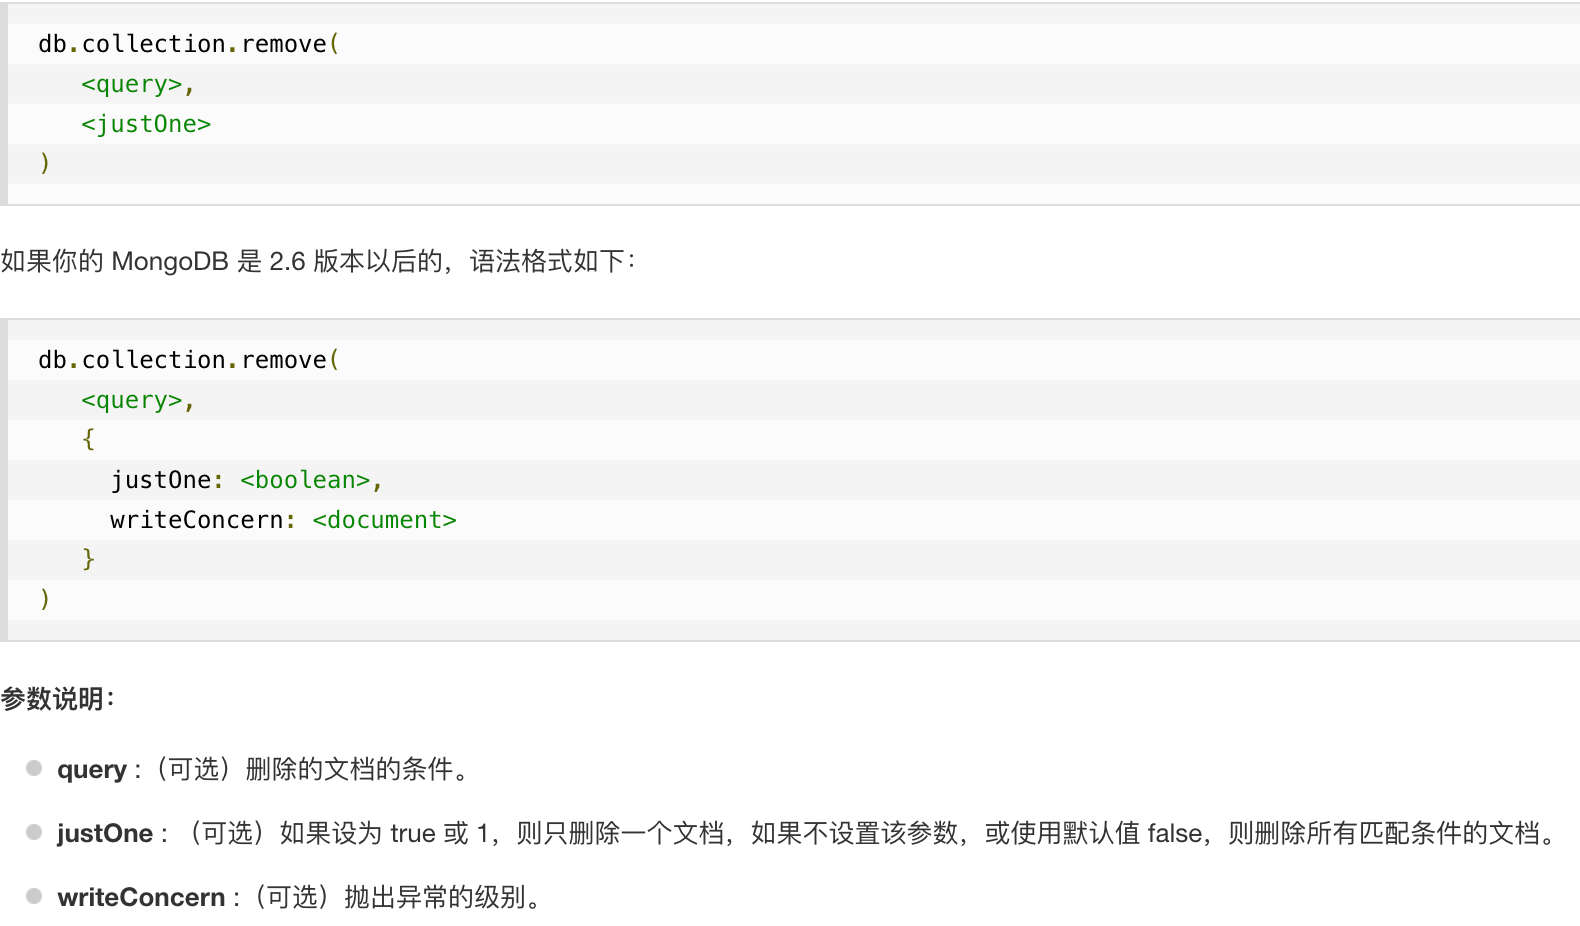 db.collection.remove(
   <query>,
   <justOne>
)
如果你的 MongoDB 是 2.6 版本以后的，语法格式如下：
db.collection.remove(
   <query>,
   {
     justOne: <boolean>,
     writeConcern: <document>
   }
)
参数说明：
query :（可选）删除的文档的条件。
justOne : （可选）如果设为 true 或 1，则只删除一个文档，如果不设置该参数，或使用默认值 false，则删除所有匹配条件的文档。
writeConcern :（可选）抛出异常的级别。